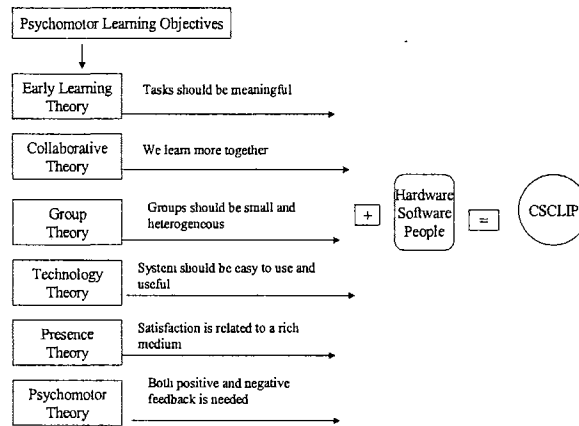 Psychomotor Learning Objectives
Early Learning
Theory
Tasks should be meaningful
Collaborative
Theory
We learn more together
Group
Theory
Groups should be small and
heterogeneous
Technology
Theory
System should be easy to use and
useful
Presence
Theory
Satisfaction is related to a rich
medium
Psychomotor
Theory
Both positive and negative
feedback is needed
+
Hardware
Software
People
=
CSCLIP